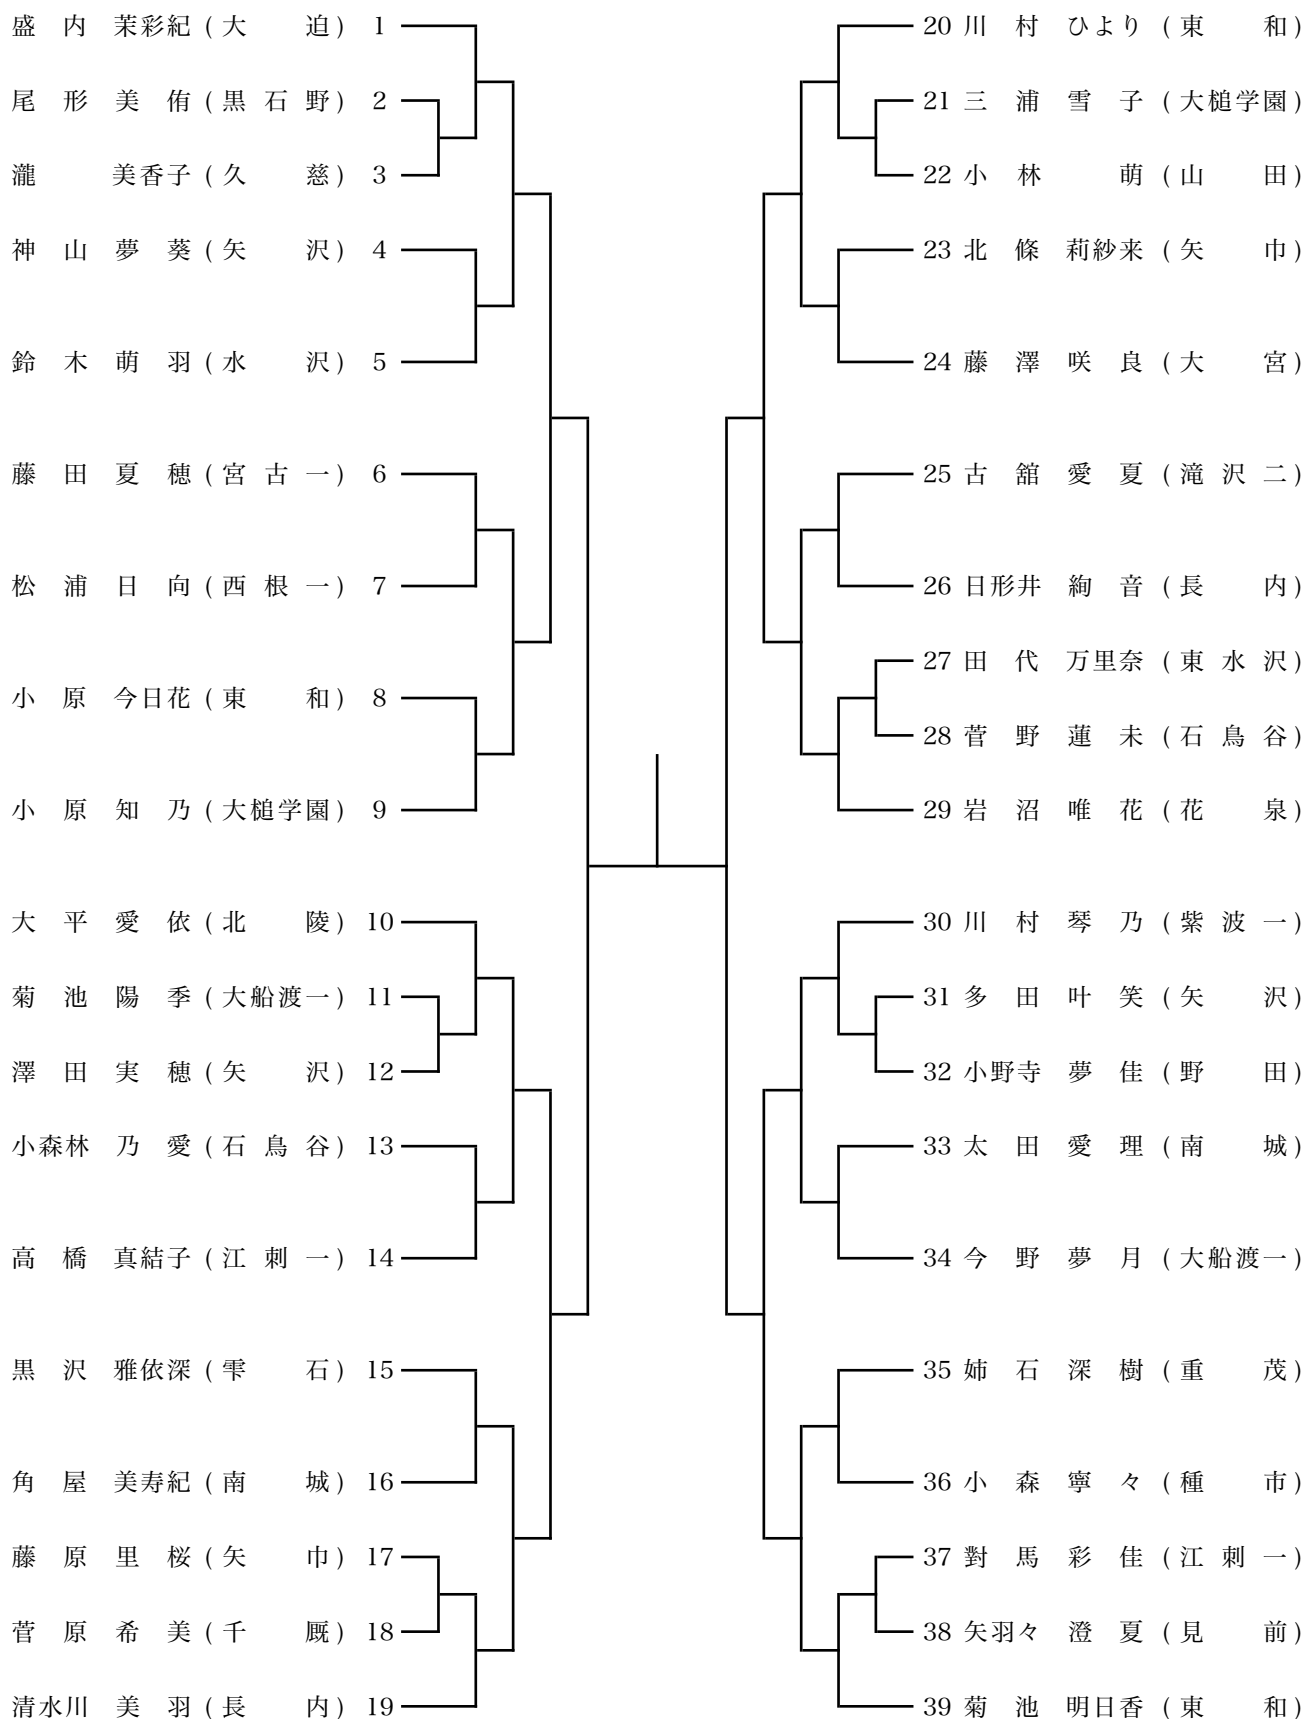 盛内 茉彩紀 (大迫) 1
尾形 美侑 (黒石野) 2
瀧 美香子 (久慈) 3
神山 夢葵 (矢沢) 4
鈴木 萌羽 (水沢) 5
藤田 夏穂 (宮古一) 6
松浦 日向 (西根一) 7
小原 今日花 (東和) 8
小原 知乃 (大槌学園) 9
大平 愛依 (北陵) 10
菊池 陽季 (大船渡一) 11
澤田 実穂 (矢沢) 12
小森林 乃愛 (石鳥谷) 13
高橋 真結子 (江刺一) 14
黒沢 雅依深 (雫石) 15
角屋 美寿紀 (南城) 16
藤原 里桜 (矢巾) 17
菅原 希美 (千厩) 18
清水川 美羽 (長内) 19
20 川村 ひより (東和)
21 三浦 雪子 (大槌学園)
22 小林 萌 (山田)
23 北條 莉紗来 (矢巾)
24 藤澤 咲良 (大宮)
25 古舘 愛夏 (滝沢二)
26 日形井 絢音 (長内)
27 田代 万里奈 (東水沢)
28 菅野 蓮未 (石鳥谷)
29 岩沼 唯花 (花泉)
30 川村 琴乃 (紫波一)
31 多田 叶笑 (矢沢)
32 小野寺 夢佳 (野田)
33 太田 愛理 (南城)
34 今野 夢月 (大船渡一)
35 姉石 深樹 (重茂)
36 小森 寧々 (種市)
37 對馬 彩佳 (江刺一)
38 矢羽々 澄夏 (見前)
39 菊池 明日香 (東和)